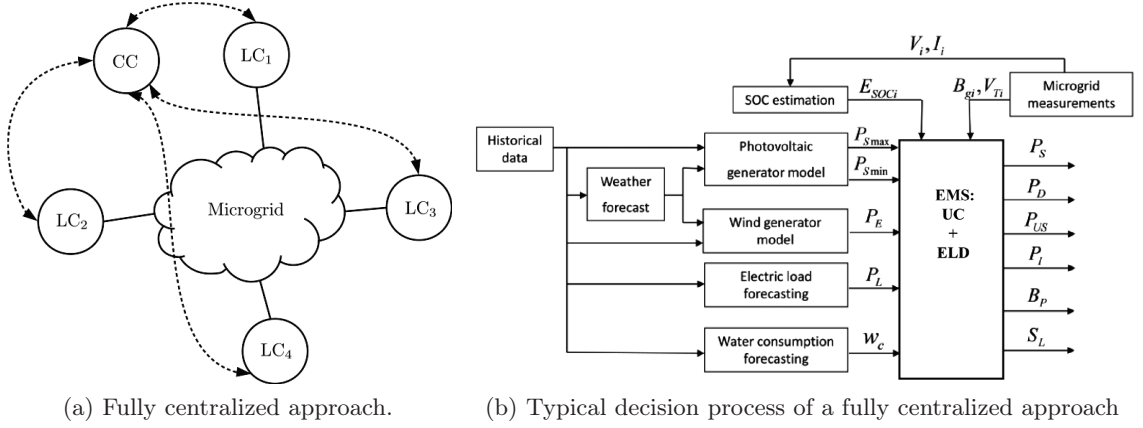 CC
LC1
LC2
Microgrid
LC3
LC4
(a) Fully centralized approach.
Vi, Ii
SOC estimation
ESOCi
Bgi,VTi
Microgrid
measurements
Historical
data
Weather
forecast
Photovoltaic
generator model
PSmax
PSmin
Wind generator
model
PE
Electric load
forecasting
PL
Water consumption
forecasting
wc
EMS:
UC
+
ELD
PS
PD
PUS
PI
BP
SL
(b) Typical decision process of a fully centralized approach